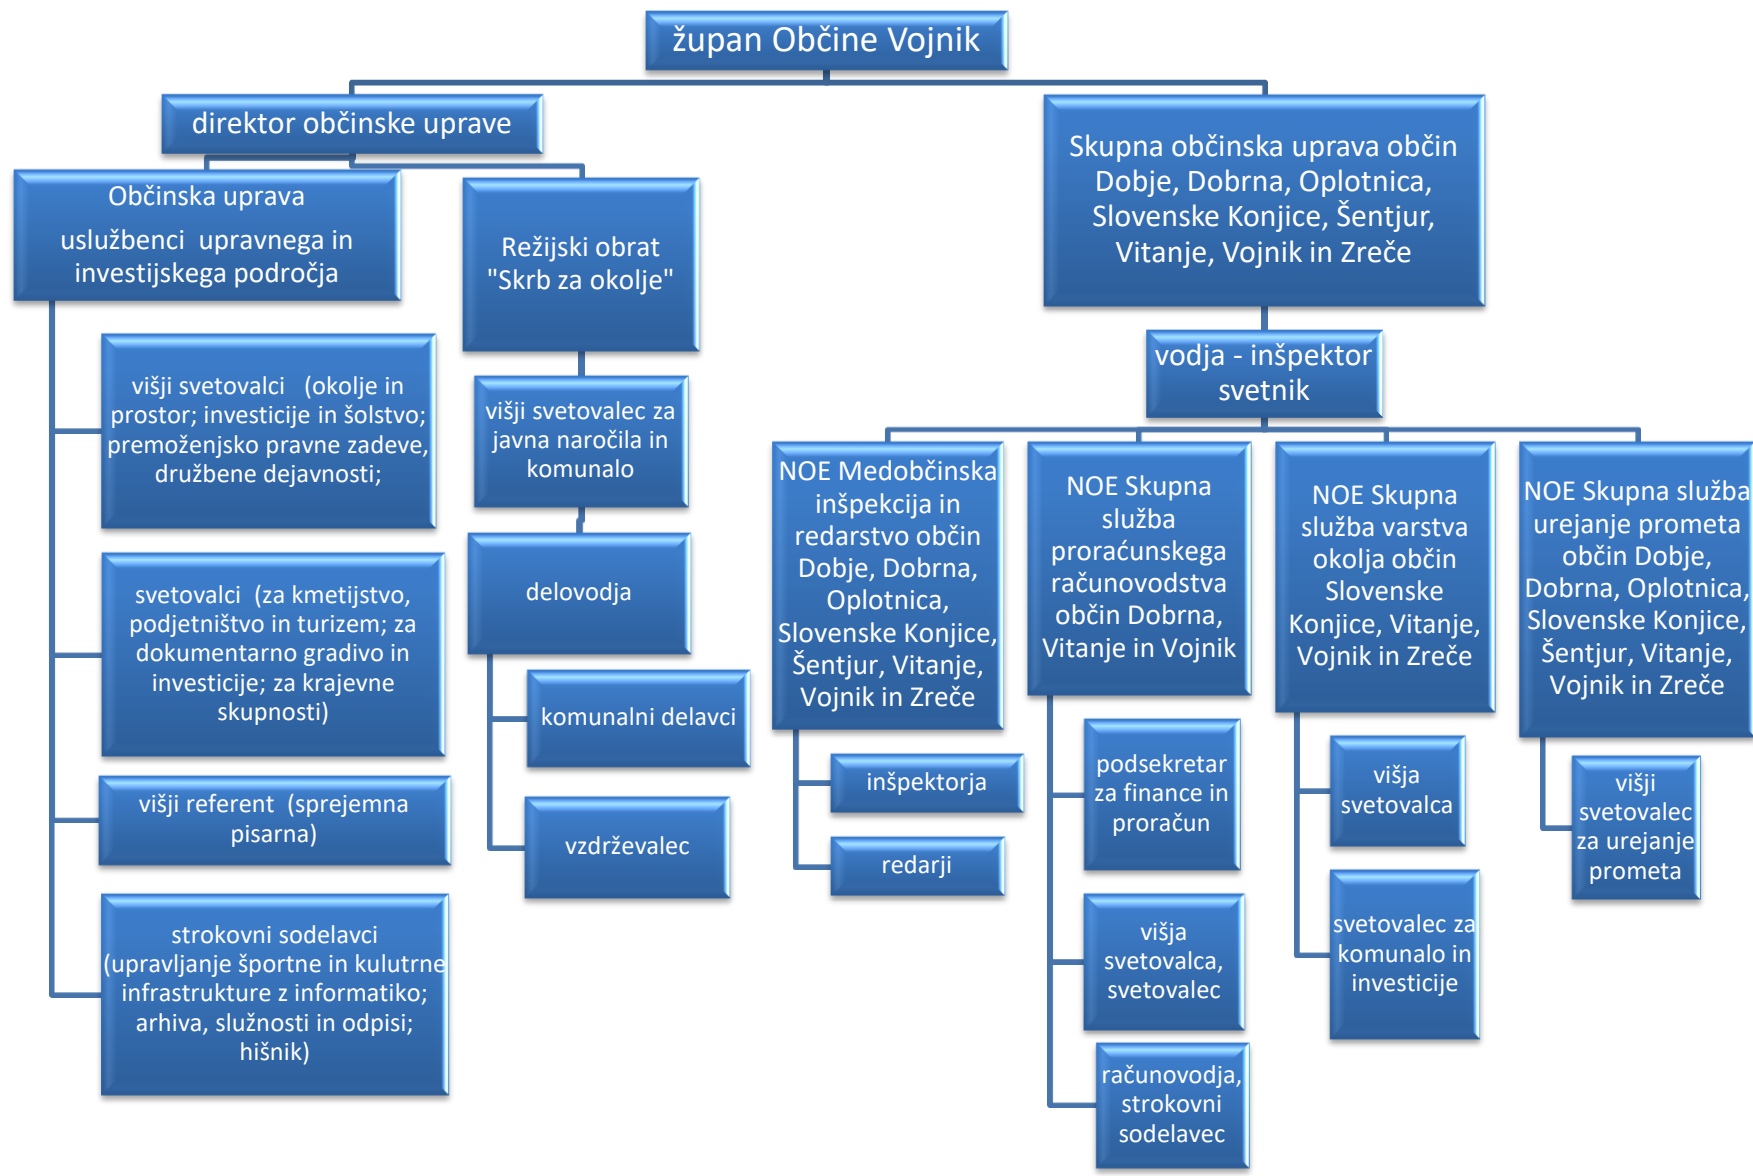 župan Občine Vojnik
direktor občinske uprave
Občinska uprava
uslužbenci upravnega in
investijskega področja
višji svetovalci (okolje in
prostor; investicije in šolstvo;
premoženjsko pravne zadeve,
družbene dejavnosti;
svetovalci (za kmetijstvo,
podjetništvo in turizem; za
dokumentarno gradivo in
investicije; za krajevne
skupnosti)
višji referent (sprejemna
pisarna)
strokovni sodelavci
(upravljanje športne in kulutrne
infrastrukture z informatiko;
arhiva, služnosti in odpisi;
hišnik)
Režijski obrat
"Skrb za okolje"
višji svetovalec za
javna naročila in
komunalo
delovodja
komunalni delavci
vzdrževalec
Skupna občinska uprava občin
Dobje, Dobrna, Oplotnica,
Slovenske Konjice, Šentjur,
Vitanje, Vojnik in Zreče
vodja - inšpektor
svetnik
NOE Medobčinska
inšpekcija in
redarstvo občin
Dobje, Dobrna,
Oplotnica,
Slovenske Konjice,
Šentjur, Vitanje,
Vojnik in Zreče
inšpektorja
redarji
NOE Skupna
služba
proraćunskega
računovodstva
občin Dobrna,
Vitanje in Vojnik
podsekretar
za finance in
proračun
višja
svetovalca,
svetovalec
računovodja,
strokovni
sodelavec
NOE Skupna
služba varstva
okolja občin
Slovenske
Konjice, Vitanje,
Vojnik in Zreče
višja
svetovalca
svetovalec za
komunalo in
investicije
NOE Skupna služba
urejanje prometa
občin Dobje,
Dobrna, Oplotnica,
Slovenske Konjice,
Šentjur, Vitanje,
Vojnik in Zreče
višji
svetovalec
za urejanje
prometa